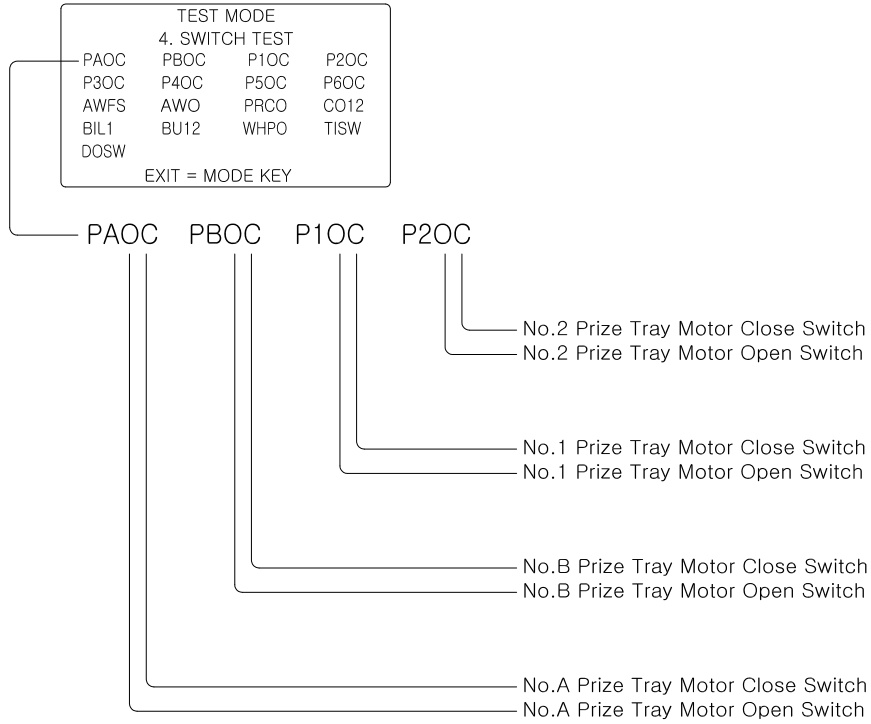 TEST MODE
4. SWITCH TEST
PAOC PBOC P1OC P2OC
P3OC P4OC P5OC P6OC
AWFS AWO PRCO CO12
BIL1 BU12 WHPO TISW
DOSW
EXIT = MODE KEY
PAOC PBOC P1OC P2OC
No.2 Prize Tray Motor Close Switch
No.2 Prize Tray Motor Open Switch
No.1 Prize Tray Motor Close Switch
No.1 Prize Tray Motor Open Switch
No.B Prize Tray Motor Close Switch
No.B Prize Tray Motor Open Switch
No.A Prize Tray Motor Close Switch
No.A Prize Tray Motor Open Switch